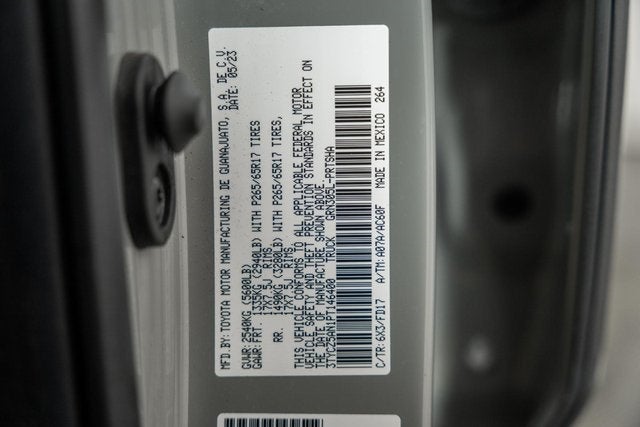 MFD.BY: TOYOTA MOTOR MANUFACTURING DE GUANAJUATO, S.A. DE C.V.
DATE: 05/23
GVWR: 2540KG (5600LB)
GAWR: FRT. 1335KG (2940LB) WITH P265/65R17 TIRES
17X7.5J RIMS,
RR. 1490KG (3280LB) WITH P265/65R17 TIRES,
17X7.5J RIMS
THIS VEHICLE CONFORMS TO ALL APPLICABLE FEDERAL MOTOR
VEHICLE SAFETY AND THEFT PREVENTION STANDARDS IN EFFECT ON
THE DATE OF MANUFACTURE SHOWN ABOVE.
3TYCZ5AN1PT146400 TRUCK GRN305L-PRTSHA
C/TR: 6X3/FD17 A/TM: A07A/AC60F MADE IN MEXICO 264